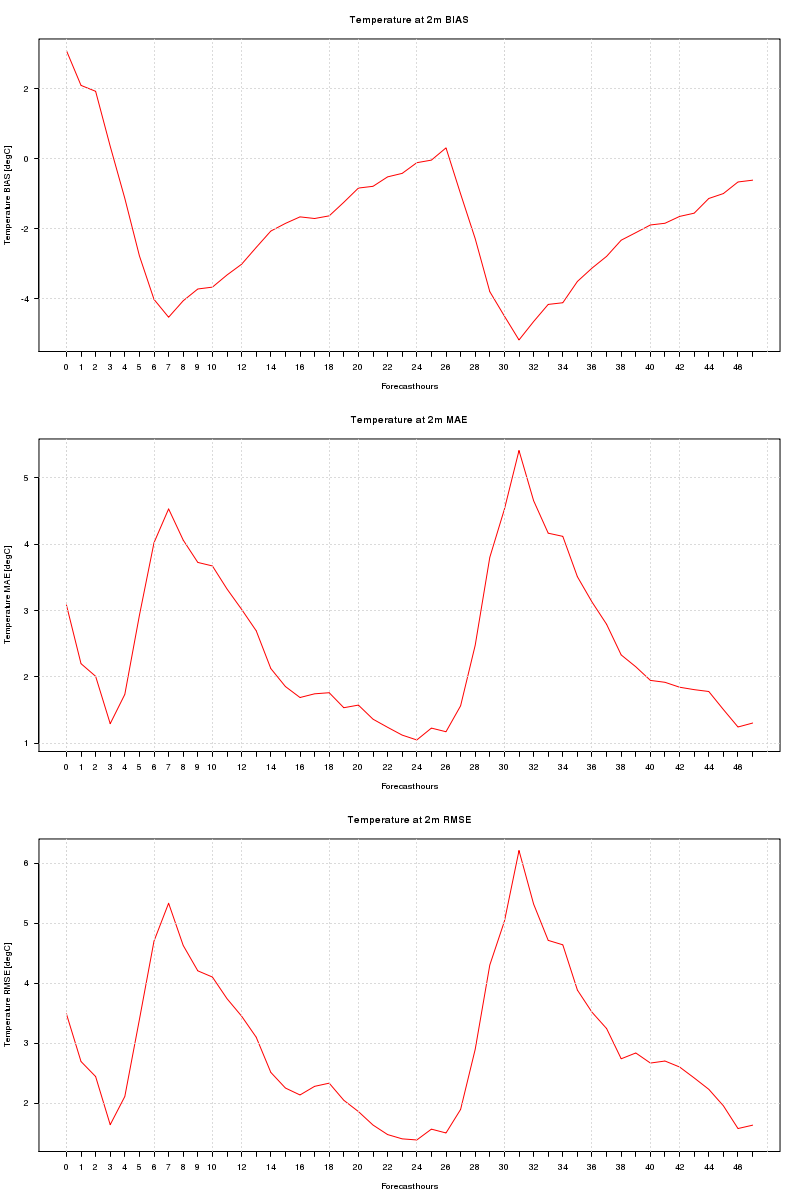 Temperature at 2m BIAS
Temperature BIAS [degC]
2
0
-2
-4
0 1 2 3 4 5 6 7 8 9 10 12 14 16 18 20 22 24 26 28 30 32 34 36 38 40 42 44 46
Forecasthours
Temperature at 2m MAE
Temperature MAE [degC]
5
4
3
2
1
0 1 2 3 4 5 6 7 8 9 10 12 14 16 18 20 22 24 26 28 30 32 34 36 38 40 42 44 46
Forecasthours
Temperature at 2m RMSE
Temperature RMSE [degC]
6
5
4
3
2
0 1 2 3 4 5 6 7 8 9 10 12 14 16 18 20 22 24 26 28 30 32 34 36 38 40 42 44 46
Forecasthours